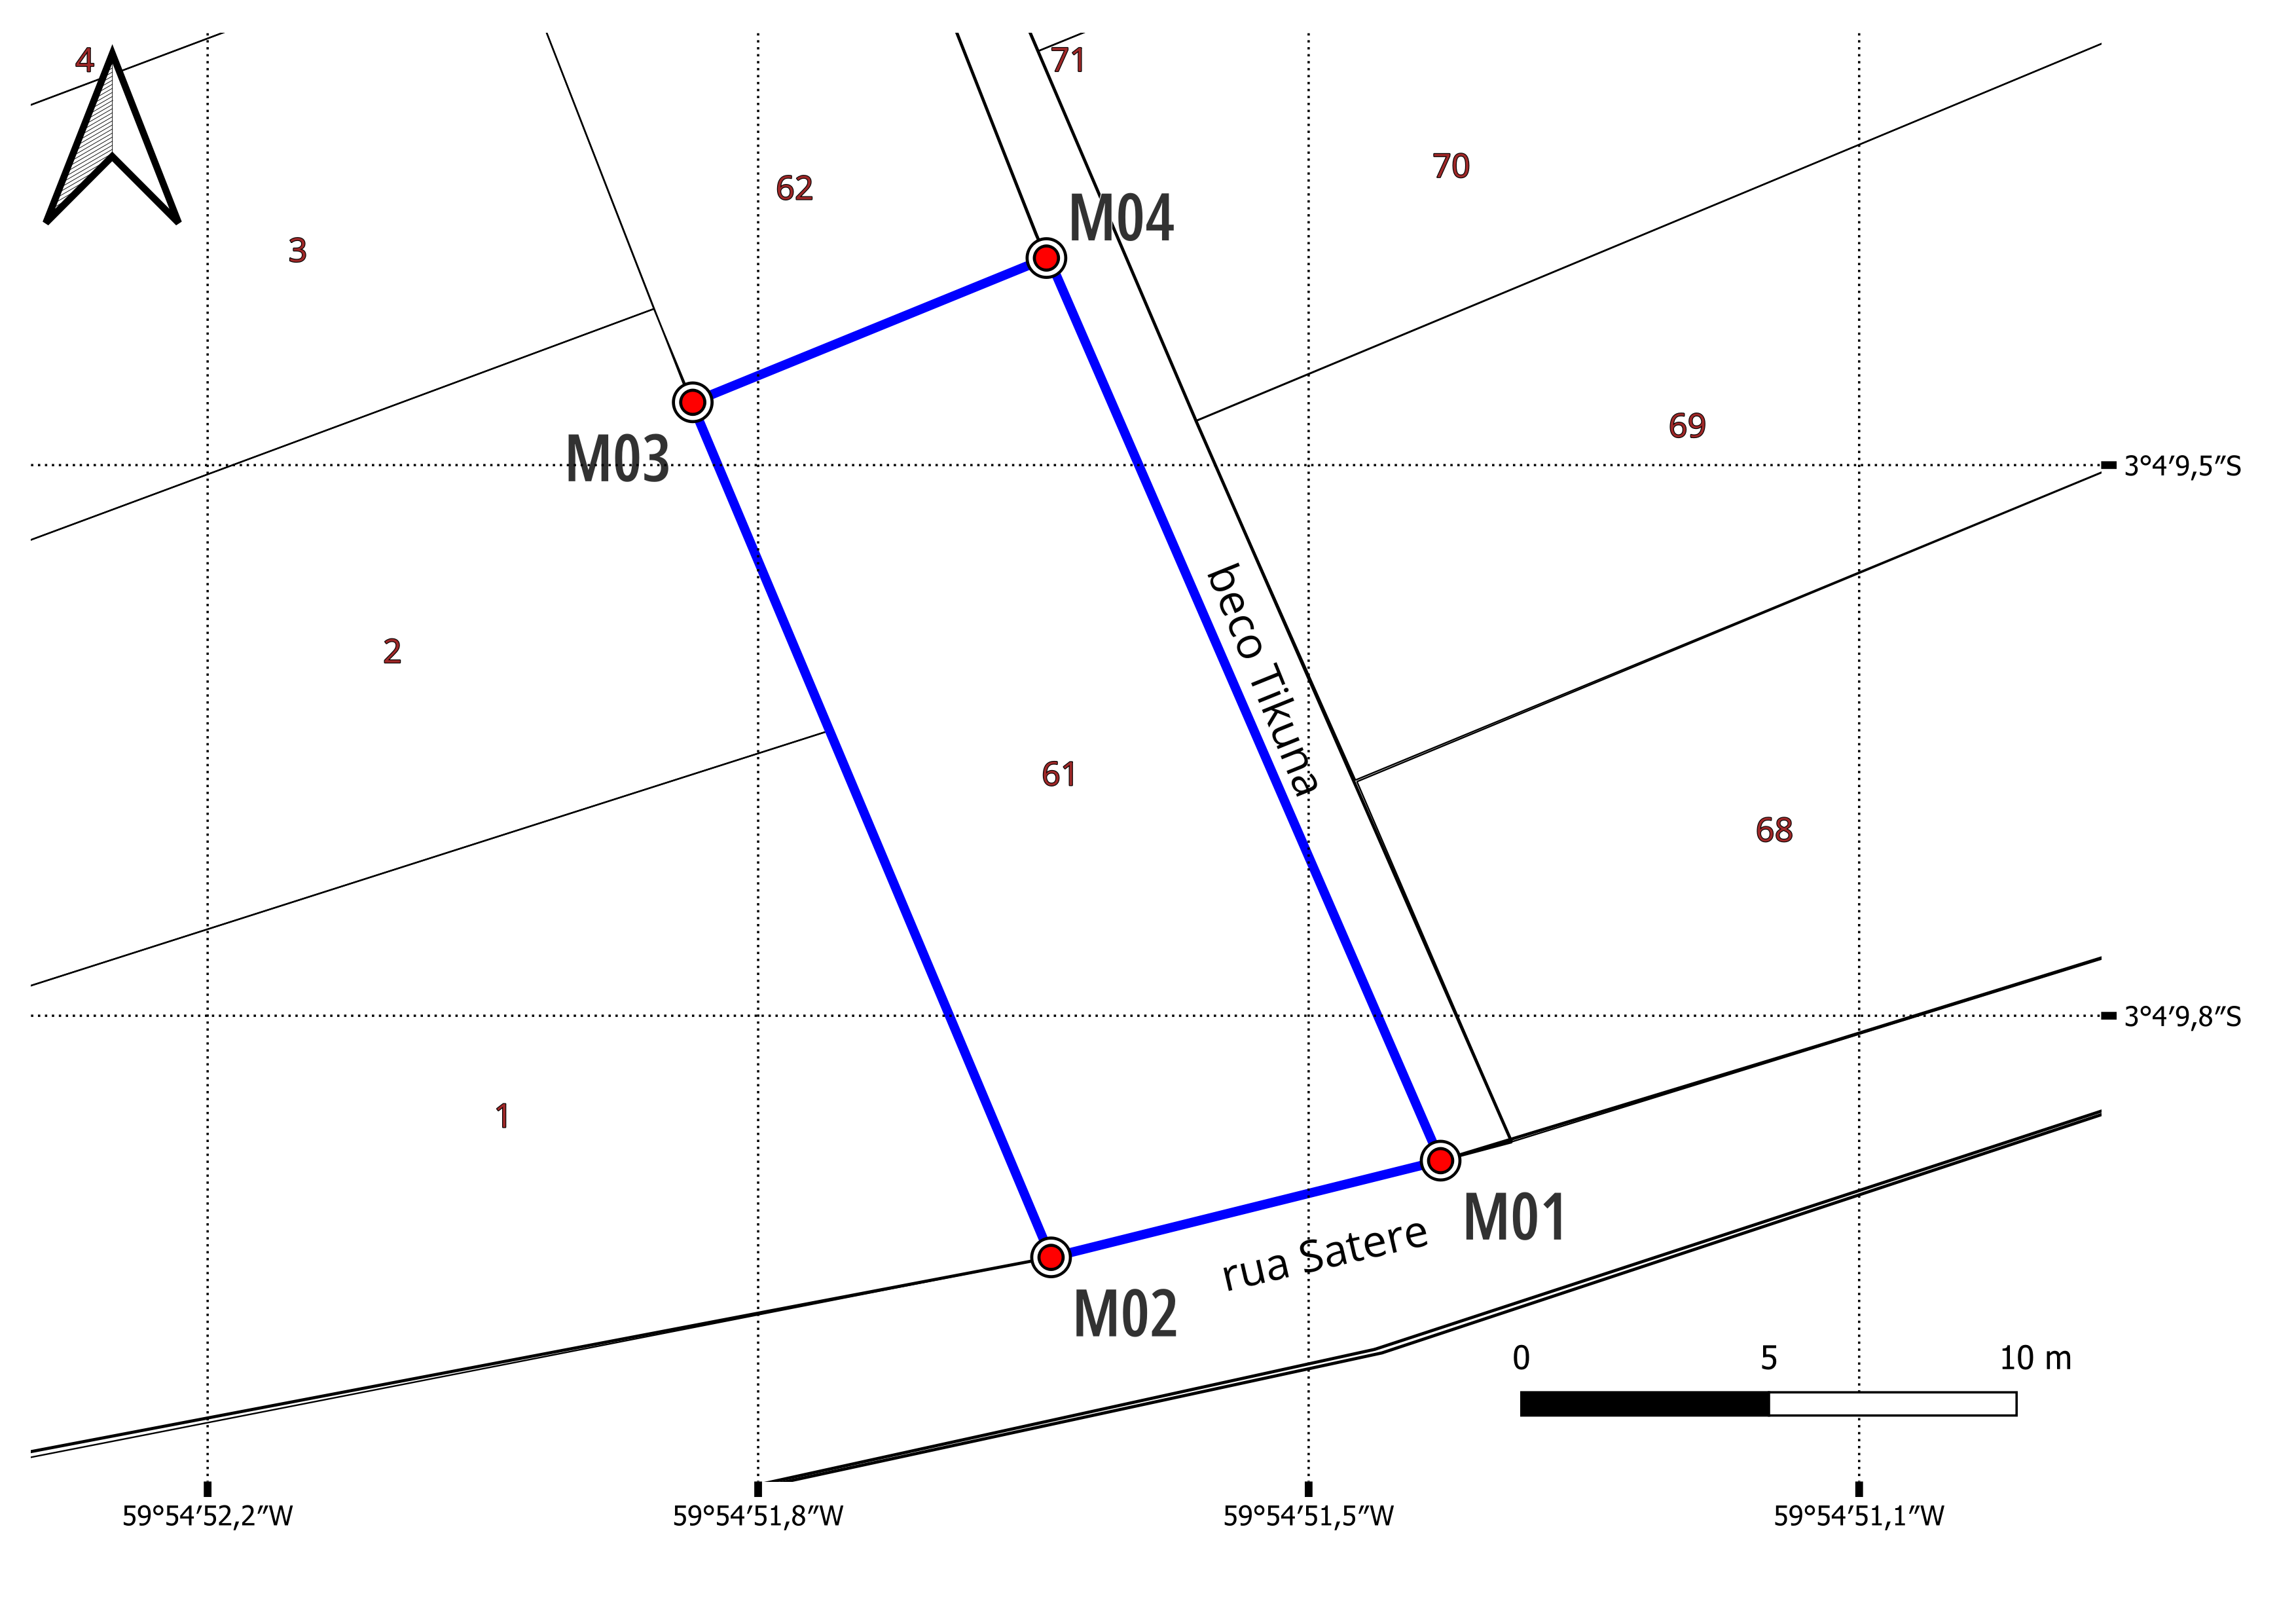 4
71
70
62
M04
3
69
M03
3°4′9,5″S
beco Tikuna
2
61
68
3°4′9,8″S
1
M01
rua Satere
M02
0 5 10 m
59°54′52,2″W 59°54′51,8″W 59°54′51,5″W 59°54′51,1″W